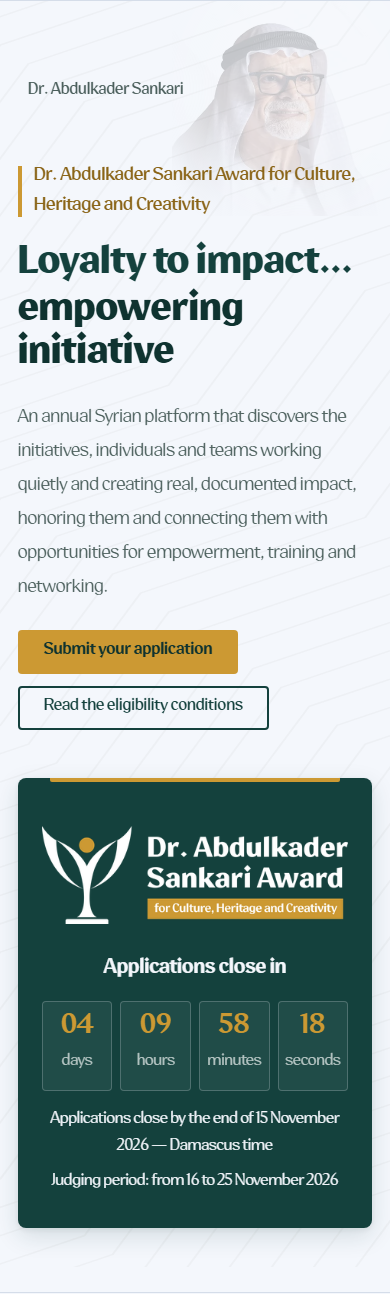 Dr. Abdulkader Sankari
Dr. Abdulkader Sankari Award for Culture,
Heritage and Creativity
Loyalty to impact...
empowering
initiative
An annual Syrian platform that discovers the
initiatives, individuals and teams working
quietly and creating real, documented impact,
honoring them and connecting them with
opportunities for empowerment, training and
networking.
Submit your application
Read the eligibility conditions
Dr. Abdulkader
Sankari Award
for Culture, Heritage and Creativity
Applications close in
04 09 58 18
days hours minutes seconds
Applications close by the end of 15 November
2026 — Damascus time
Judging period: from 16 to 25 November 2026